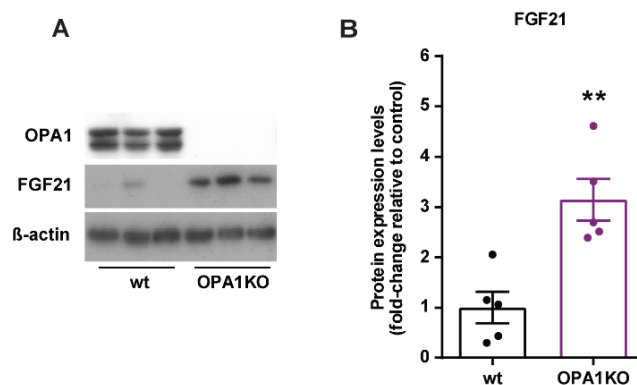 A
OPA1
FGF21
ß-actin
wt
OPA1KO
B
FGF21
Protein expression levels
(fold-change relative to control)
6
5
4
3
2
1
0
**
wt
OPA1KO